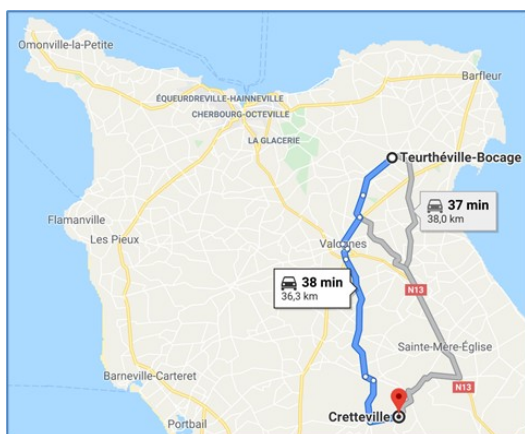 Omonville-la-Petite
Barfleur
ÉQUEURDREVILLE-HAINNEVILLE
CHERBOURG-OCTEVILLE
LA GLACERIE
Teurthéville-Bocage
37 min
38,0 km
Flamanville
Les Pieux
Valognes
38 min
36,3 km
N13
Sainte-Mère-Église
Barneville-Carteret
N13
Cretteville
Portbail